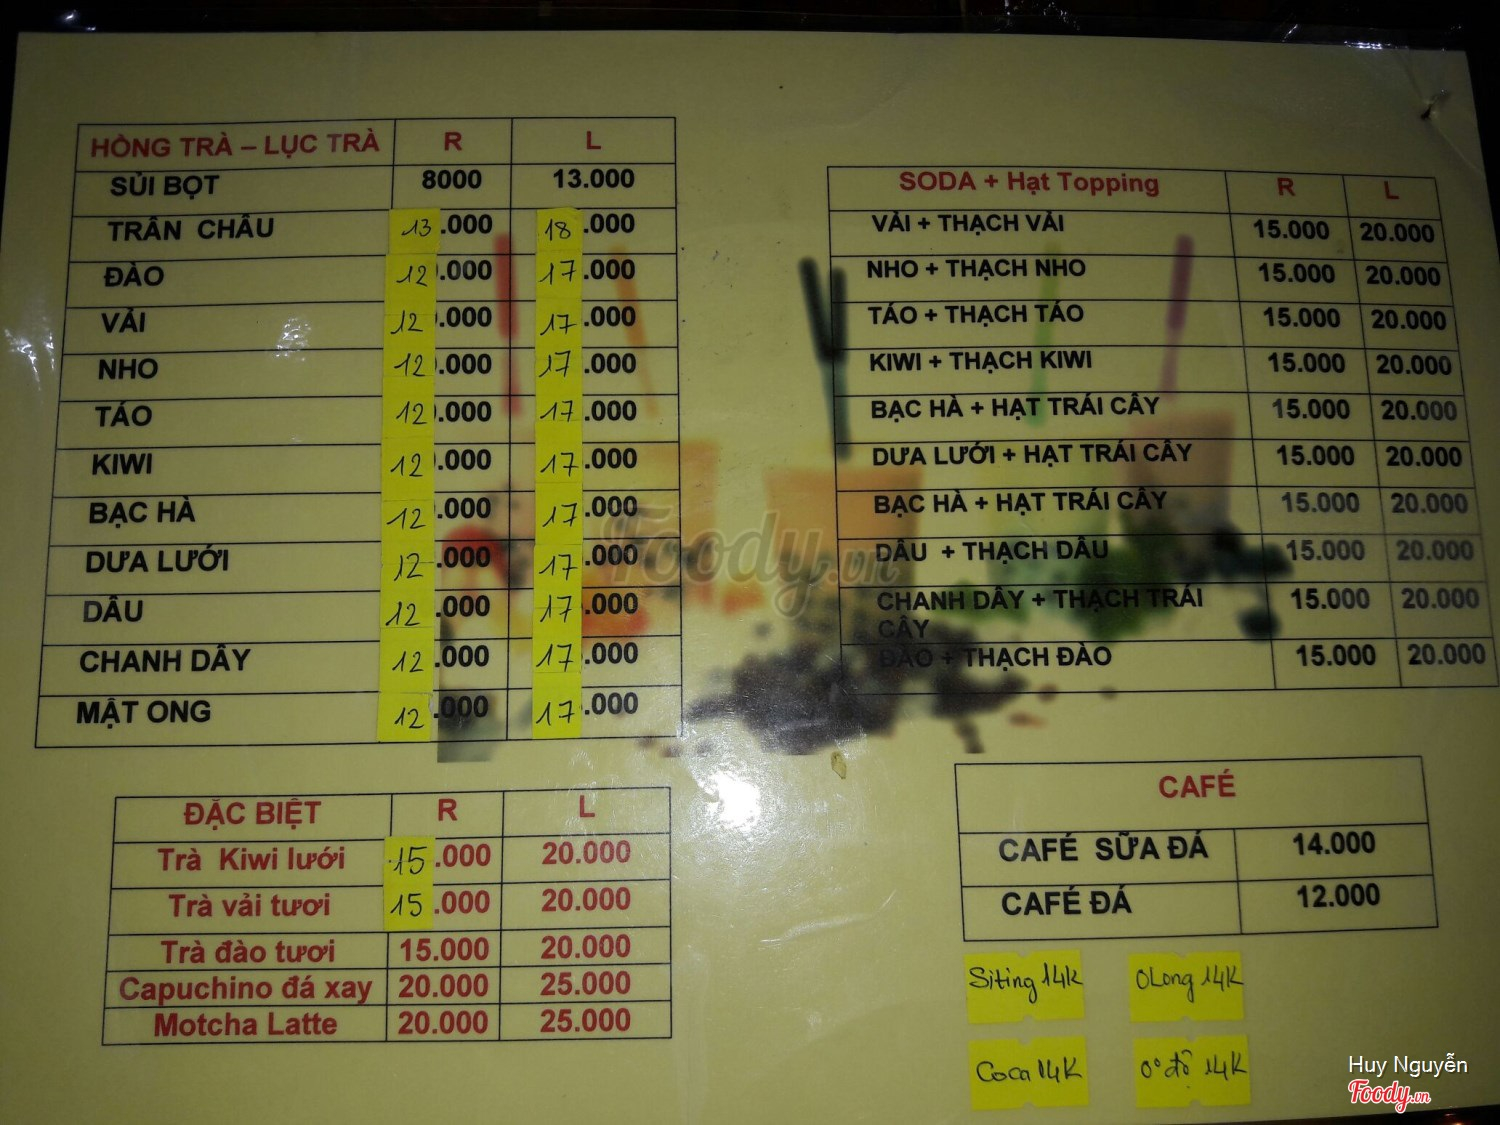 HỒNG TRÀ – LỤC TRÀ R L
SỦI BỌT 8000 13.000
TRÂN CHÂU 13.000 18.000
ĐÀO 12.000 17.000
VẢI 12.000 17.000
NHO 12.000 17.000
TÁO 12.000 17.000
KIWI 12.000 17.000
BẠC HÀ 12.000 17.000
DƯA LƯỚI 12.000 17.000
DÂU 12.000 17.000
CHANH DÂY 12.000 17.000
MẬT ONG 12.000 17.000
SODA + Hạt Topping R L
VẢI + THẠCH VẢI 15.000 20.000
NHO + THẠCH NHO 15.000 20.000
TÁO + THẠCH TÁO 15.000 20.000
KIWI + THẠCH KIWI 15.000 20.000
BẠC HÀ + HẠT TRÁI CÂY 15.000 20.000
DƯA LƯỚI + HẠT TRÁI CÂY 15.000 20.000
BẠC HÀ + HẠT TRÁI CÂY 15.000 20.000
DÂU + THẠCH DÂU 15.000 20.000
CHANH DÂY + THẠCH TRÁI 15.000 20.000
CÂY
ĐÀO + THẠCH ĐÀO 15.000 20.000
Foody.vn
ĐẶC BIỆT R L
Trà Kiwi lưới 15.000 20.000
Trà vải tươi 15.000 20.000
Trà đào tươi 15.000 20.000
Capuchino đá xay 20.000 25.000
Motcha Latte 20.000 25.000
CAFÉ
CAFÉ SỮA ĐÁ 14.000
CAFÉ ĐÁ 12.000
Siting 14K
OLong 14K
Coca 14K
0° độ 14K
Huy Nguyễn
Foody.vn